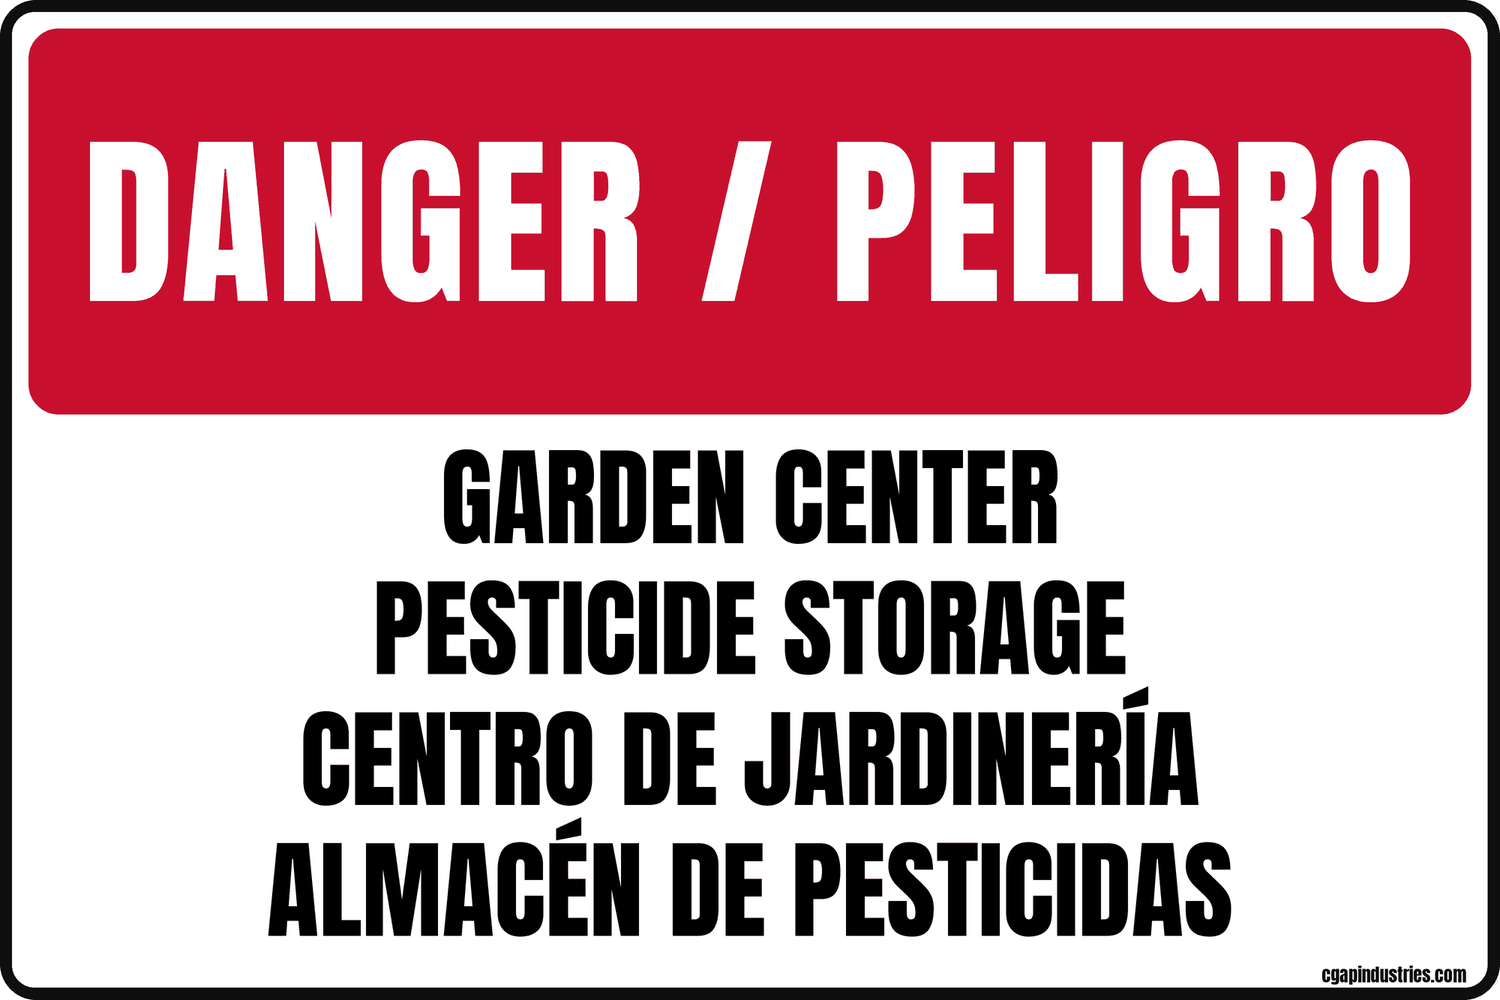 DANGER / PELIGRO
GARDEN CENTER
PESTICIDE STORAGE
CENTRO DE JARDINERÍA
ALMACÉN DE PESTICIDAS
cgapindustries.com